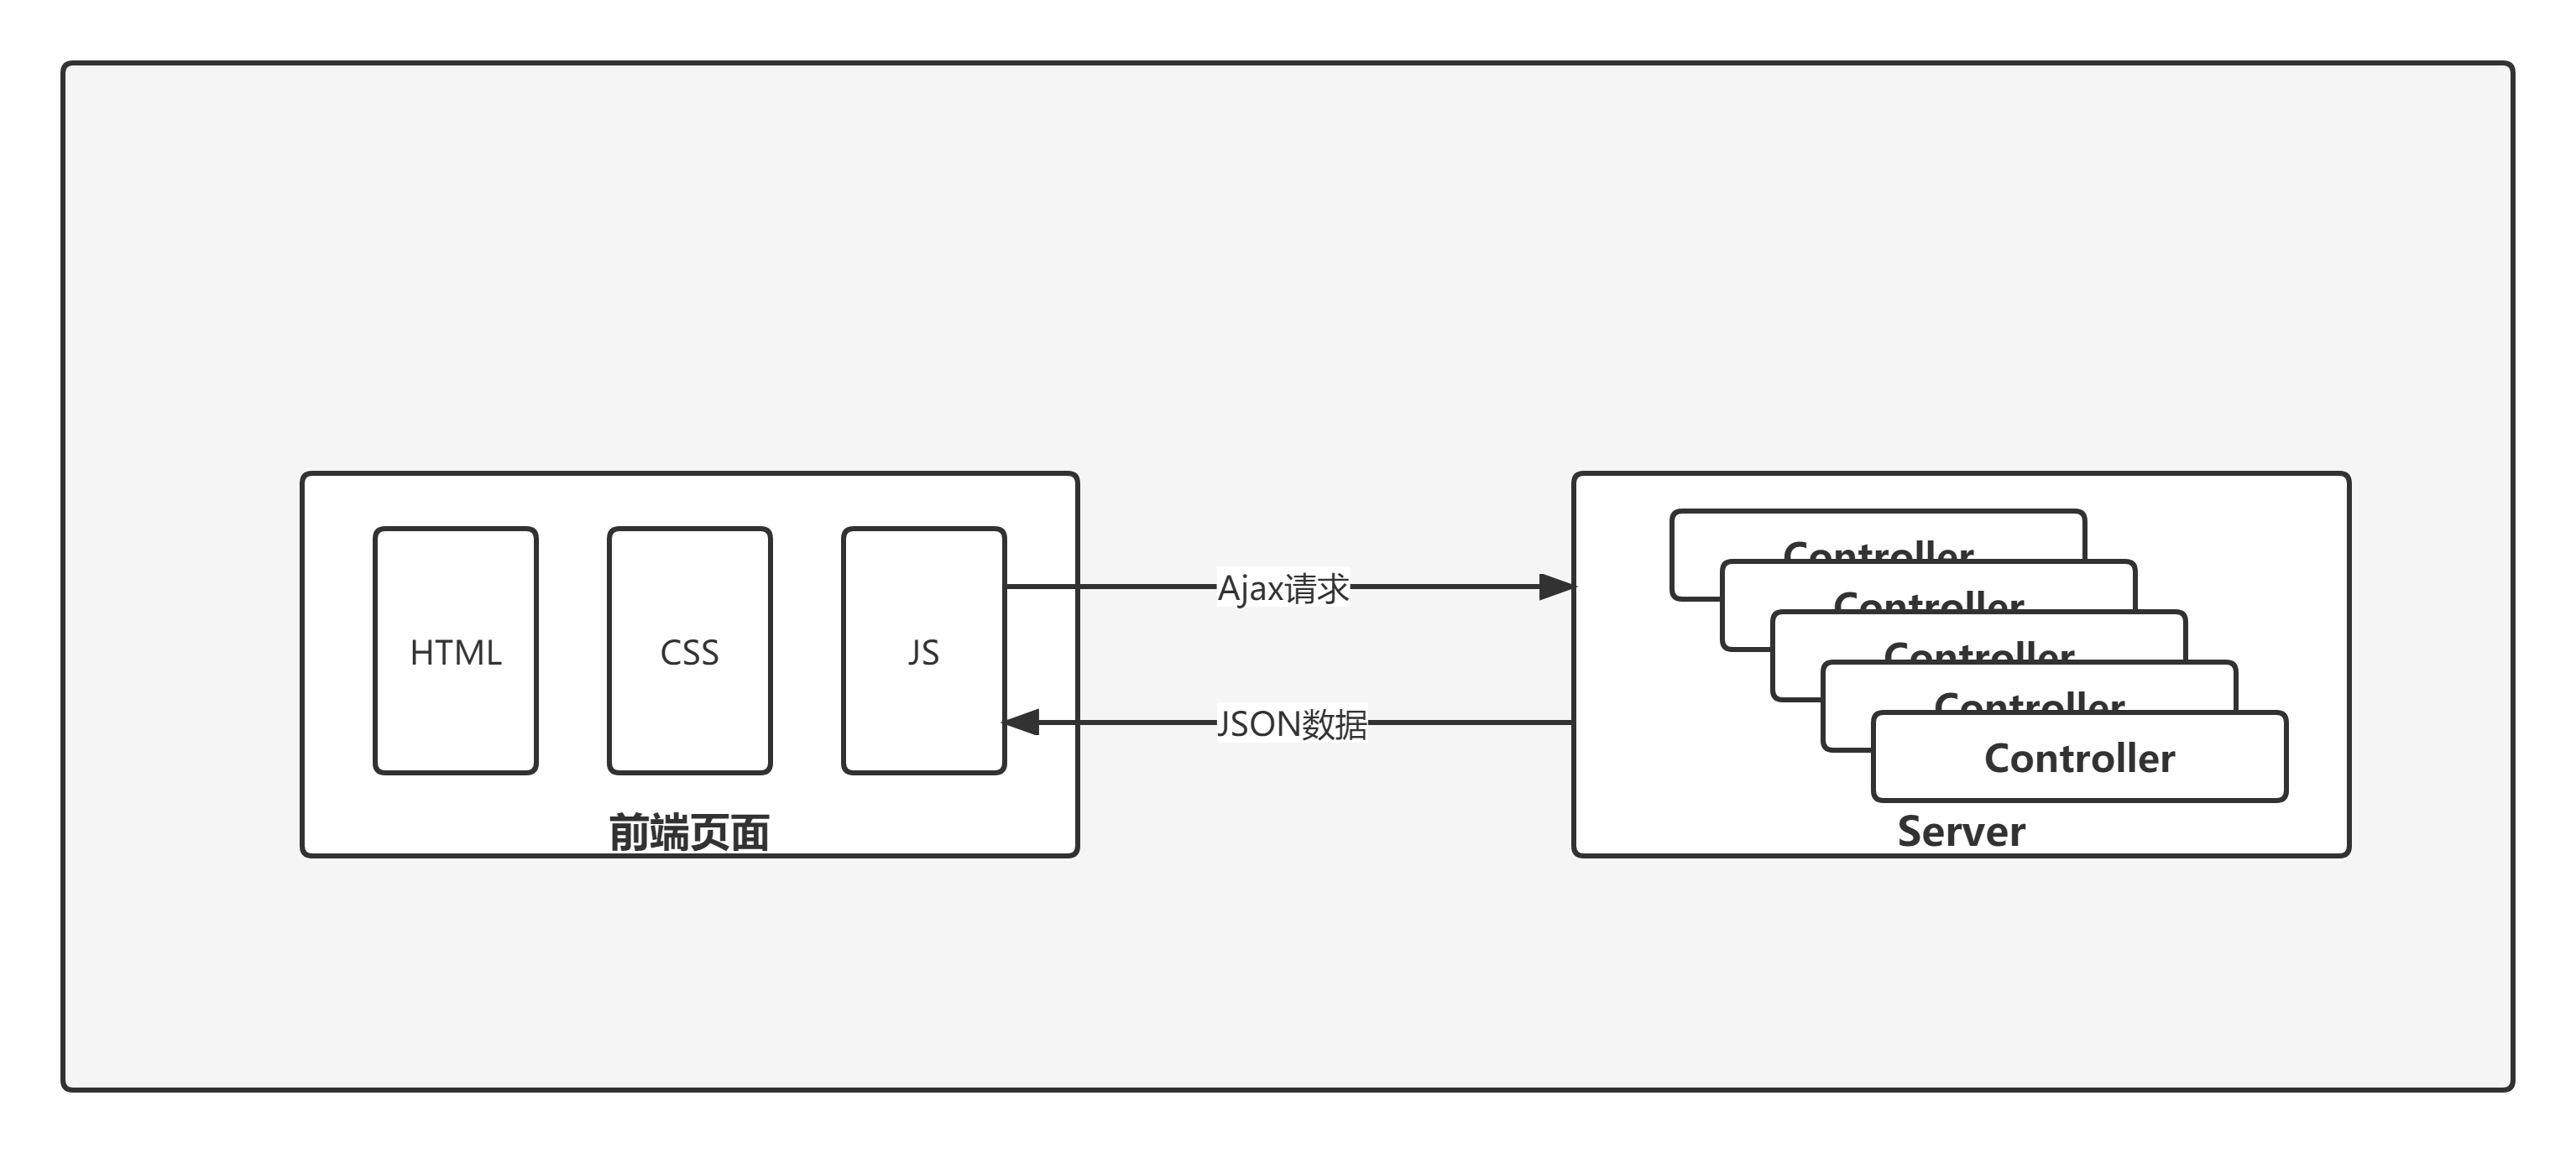 HTML
CSS
JS
前端页面
Ajax请求
JSON数据
Controller
Controller
Controller
Controller
Controller
Server